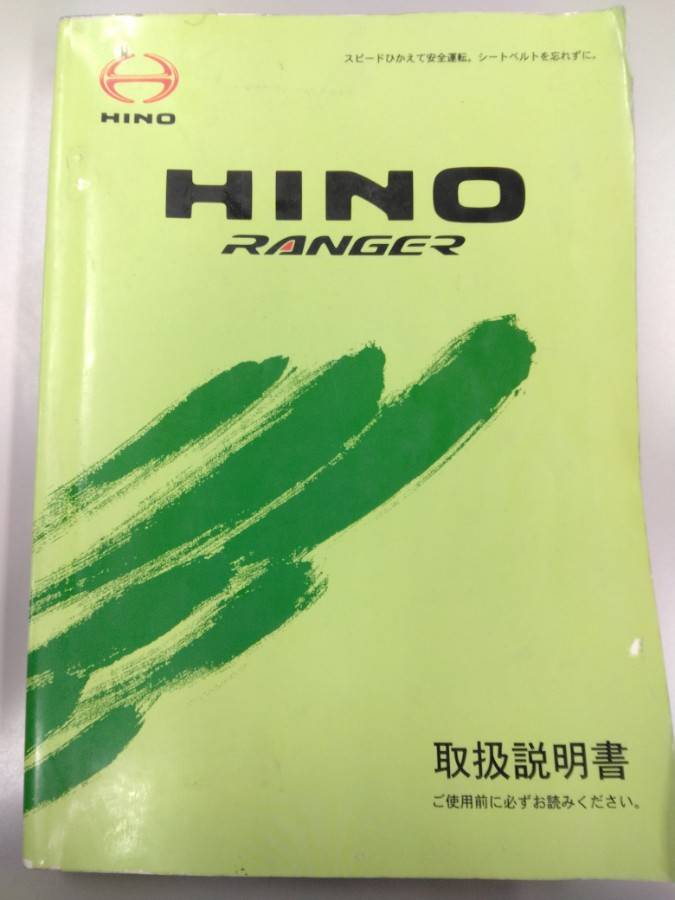 スピードひかえて安全運転。シートベルトを忘れずに。
HINO
HINO
RANGER
取扱説明書
ご使用前に必ずお読みください。